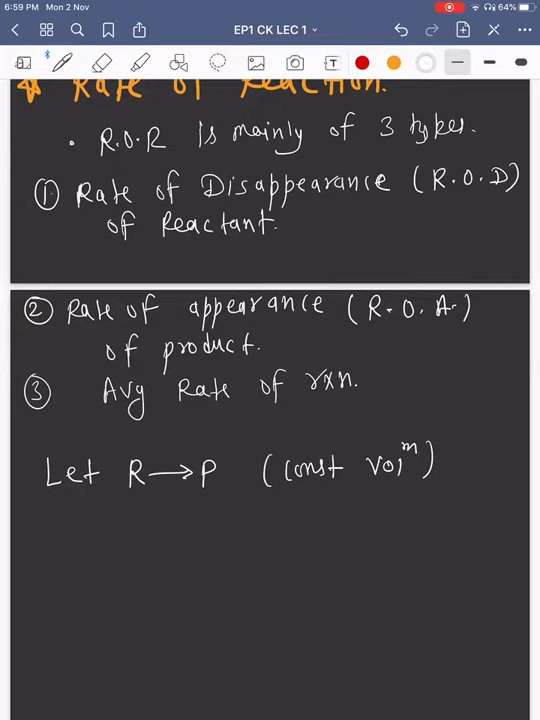 6:59 PM Mon 2 Nov
64%
EP1 CK LEC 1
T
Rate of Reaction.
• R.O.R is mainly of 3 types.
① Rate of Disappearance (R.O.D)
of Reactant.
② Rate of appearance (R.O.A.)
of product.
③ Avg Rate of rxn.
Let R → P (const volᵐ)